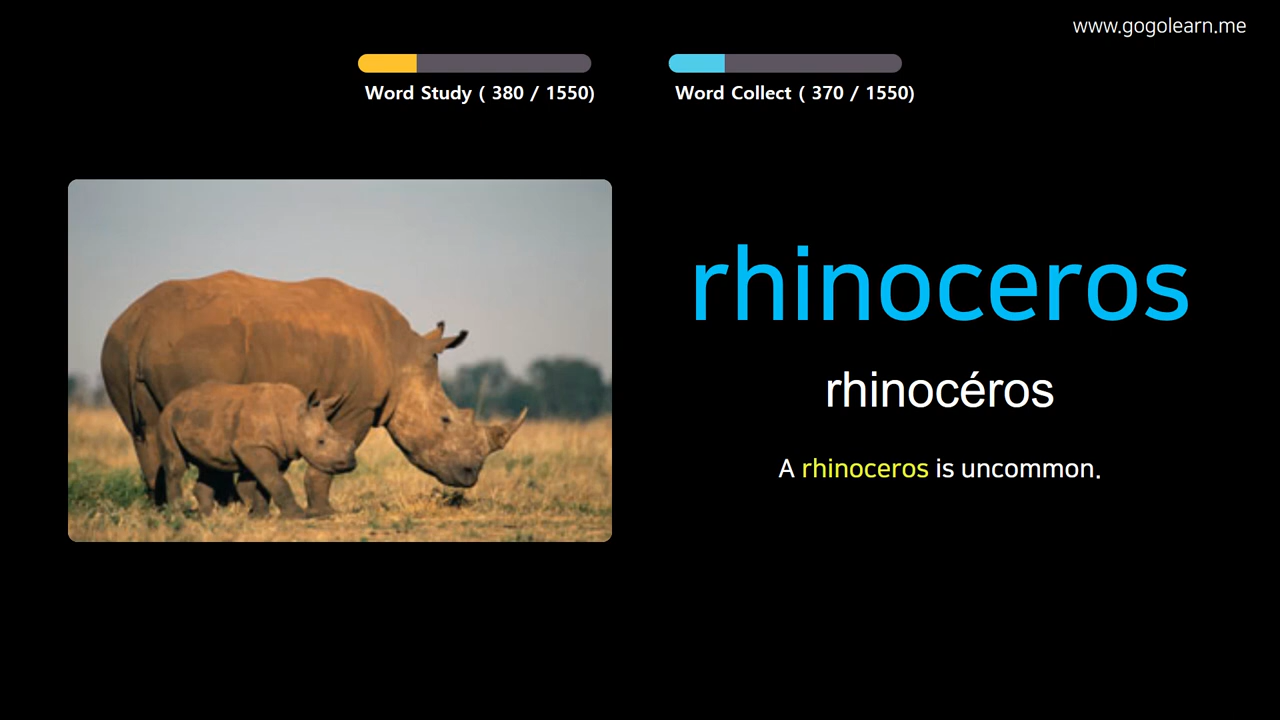 www.gogolearn.me
Word Study ( 380 / 1550)
Word Collect ( 370 / 1550)
rhinoceros
rhinocéros
A rhinoceros is uncommon.